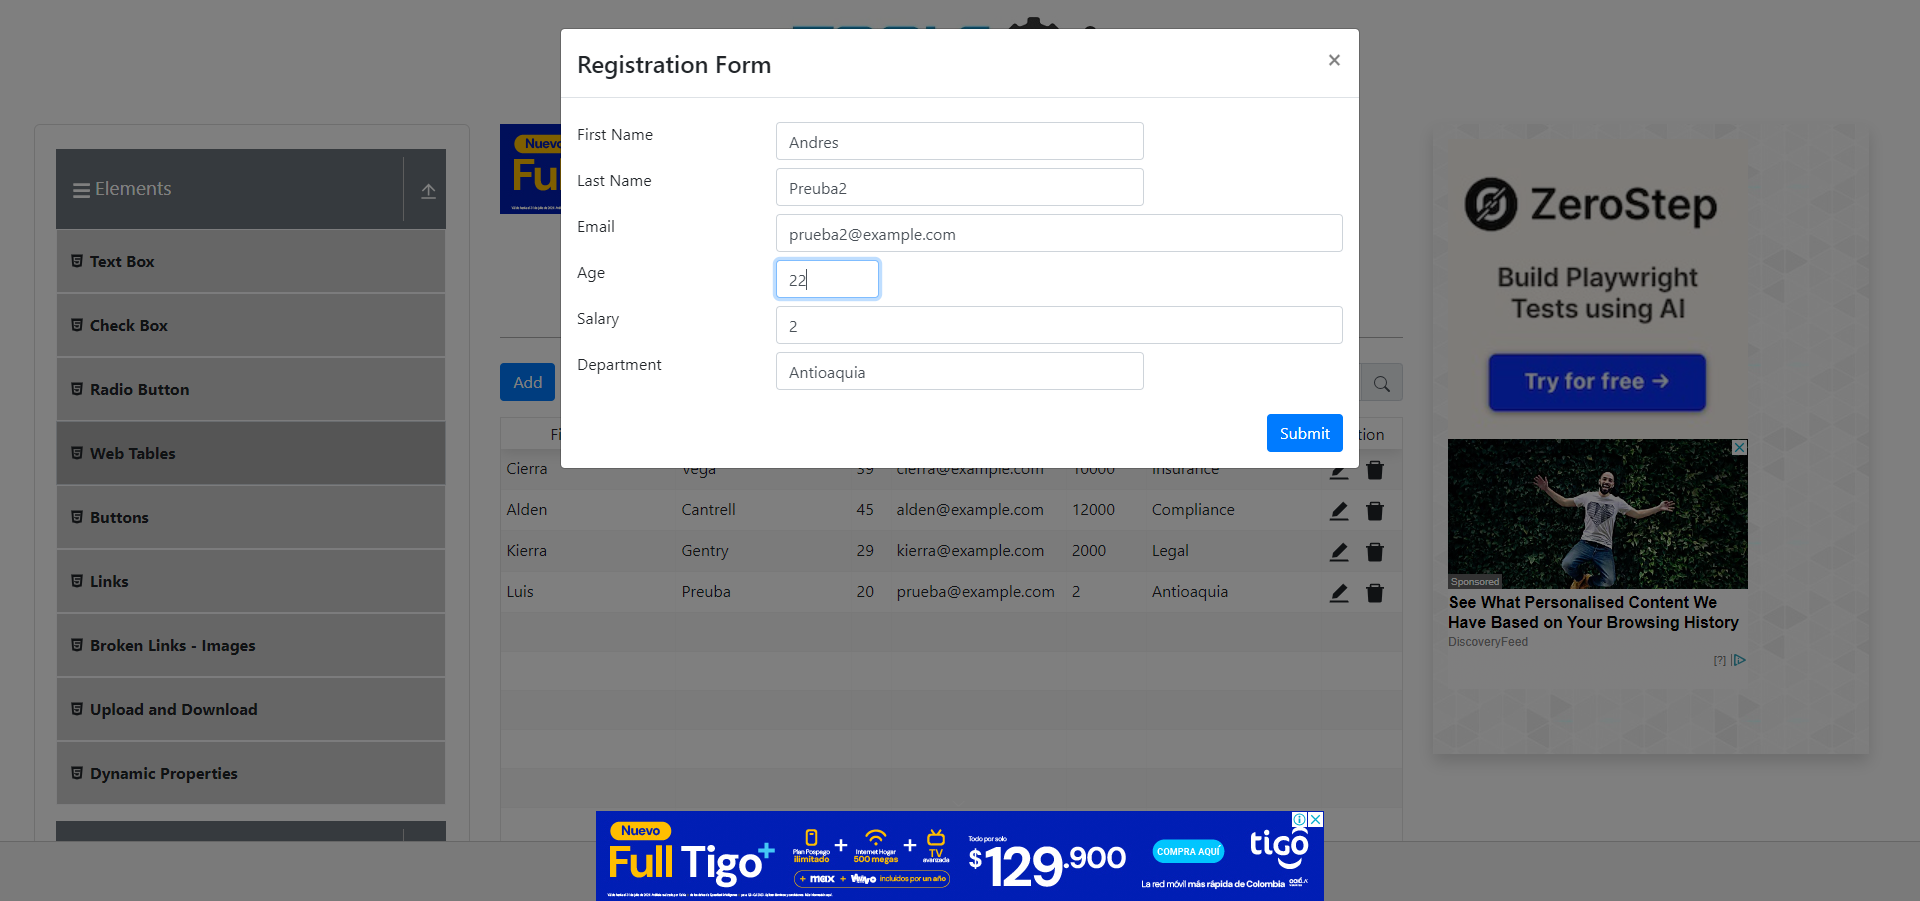 Registration Form
×
First Name
Andres
Last Name
Preuba2
Email
prueba2@example.com
Age
22
Salary
2
Department
Antioaquia
Submit
Elements
Text Box
Check Box
Radio Button
Web Tables
Buttons
Links
Broken Links - Images
Upload and Download
Dynamic Properties
Add
Cierra Vega 39 cierra@example.com 10000 Insurance
Alden Cantrell 45 alden@example.com 12000 Compliance
Kierra Gentry 29 kierra@example.com 2000 Legal
Luis Preuba 20 prueba@example.com 2 Antioaquia
ZeroStep
Build Playwright
Tests using AI
Try for free →
Sponsored
See What Personalised Content We
Have Based on Your Browsing History
DiscoveryFeed
[?]
Nuevo
Full Tigo+
Plan Pospago
ilimitado
+
Internet Hogar
500 megas
+
TV
avanzada
+ max + incluidos por un año
Todo por solo
$129.900
COMPRA AQUÍ
tigo
La red móvil más rápida de Colombia